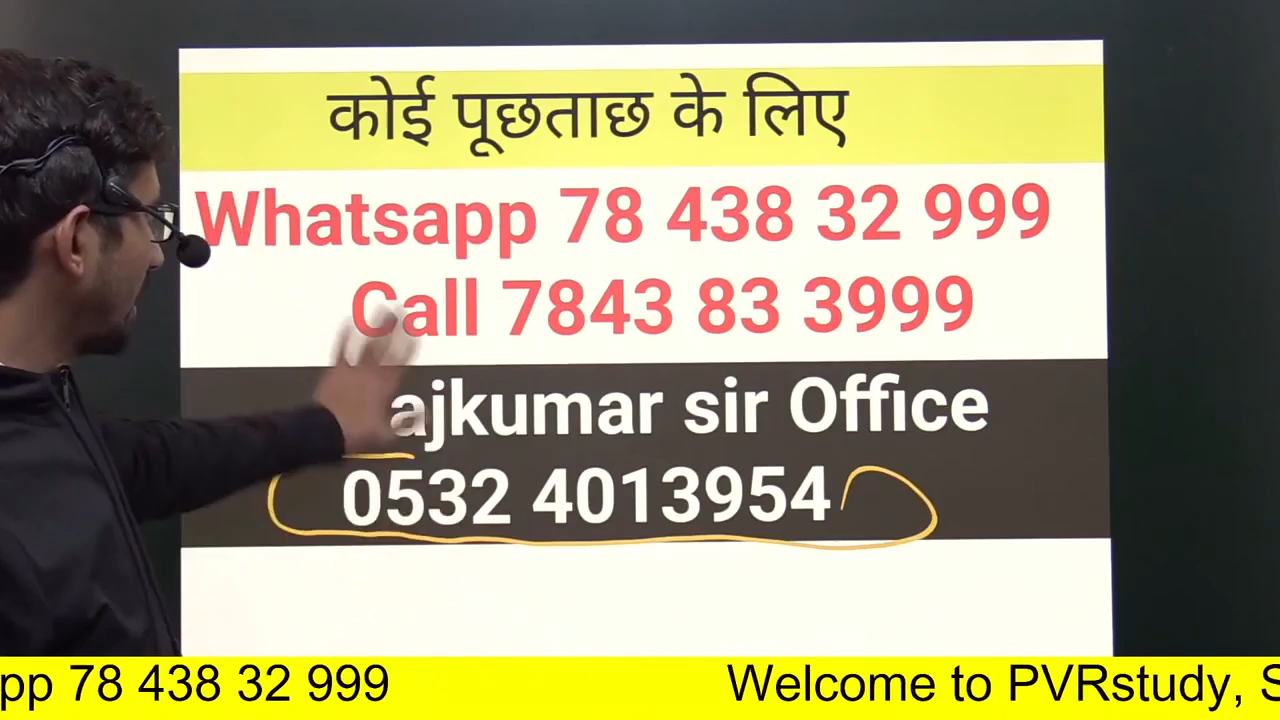 कोई पूछताछ के लिए
Whatsapp 78 438 32 999
Call 7843 83 3999
ajkumar sir Office
0532 4013954
pp 78 438 32 999
Welcome to PVRstudy, S